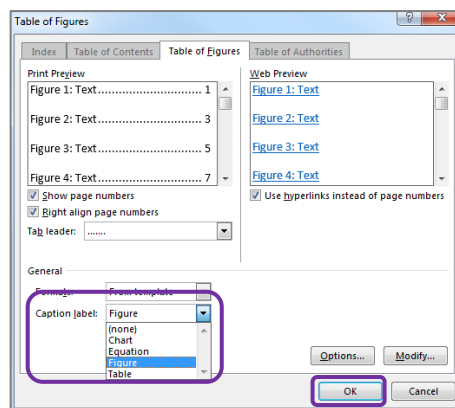 Table of Figures
Index Table of Contents Table of Figures Table of Authorities
Print Preview Web Preview
Figure 1: Text.............................. 1
Figure 2: Text.............................. 3
Figure 3: Text.............................. 5
Figure 4: Text.............................. 7
Figure 1: Text
Figure 2: Text
Figure 3: Text
Figure 4: Text
Show page numbers
Right align page numbers
Use hyperlinks instead of page numbers
Tab leader: .......
General
Formats: From template
Caption label: Figure
(none)
Chart
Equation
Figure
Table
Options... Modify...
OK Cancel